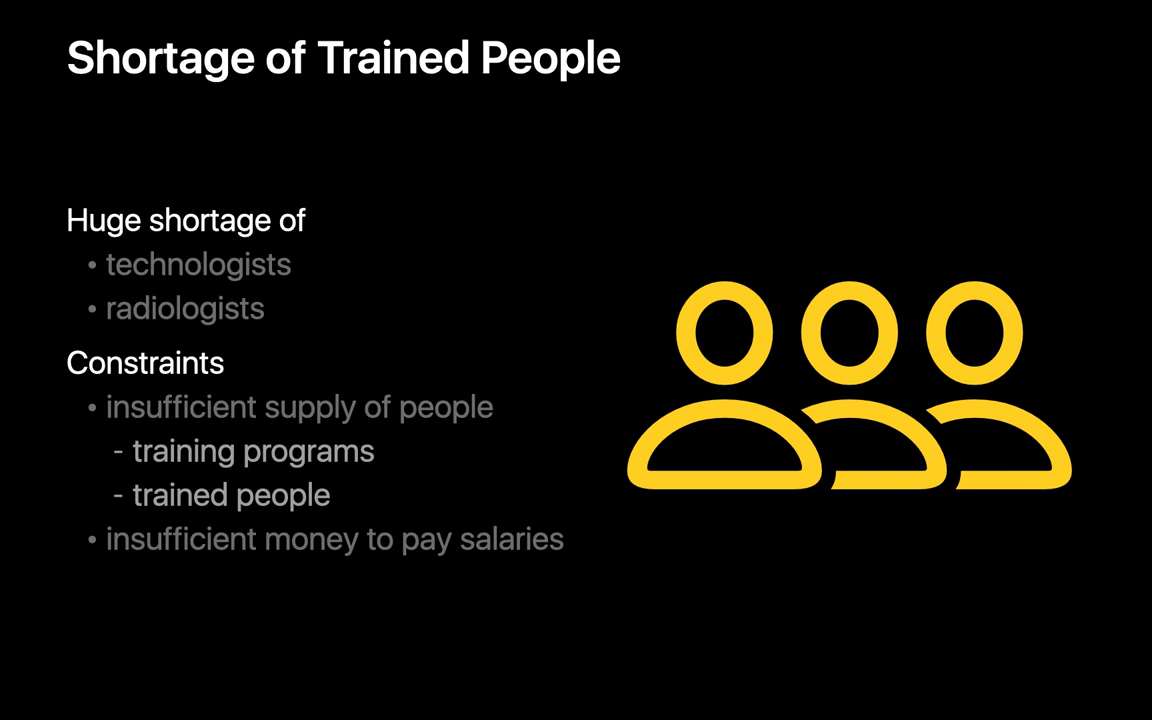 Shortage of Trained People
Huge shortage of
• technologists
• radiologists
Constraints
• insufficient supply of people
- training programs
- trained people
• insufficient money to pay salaries